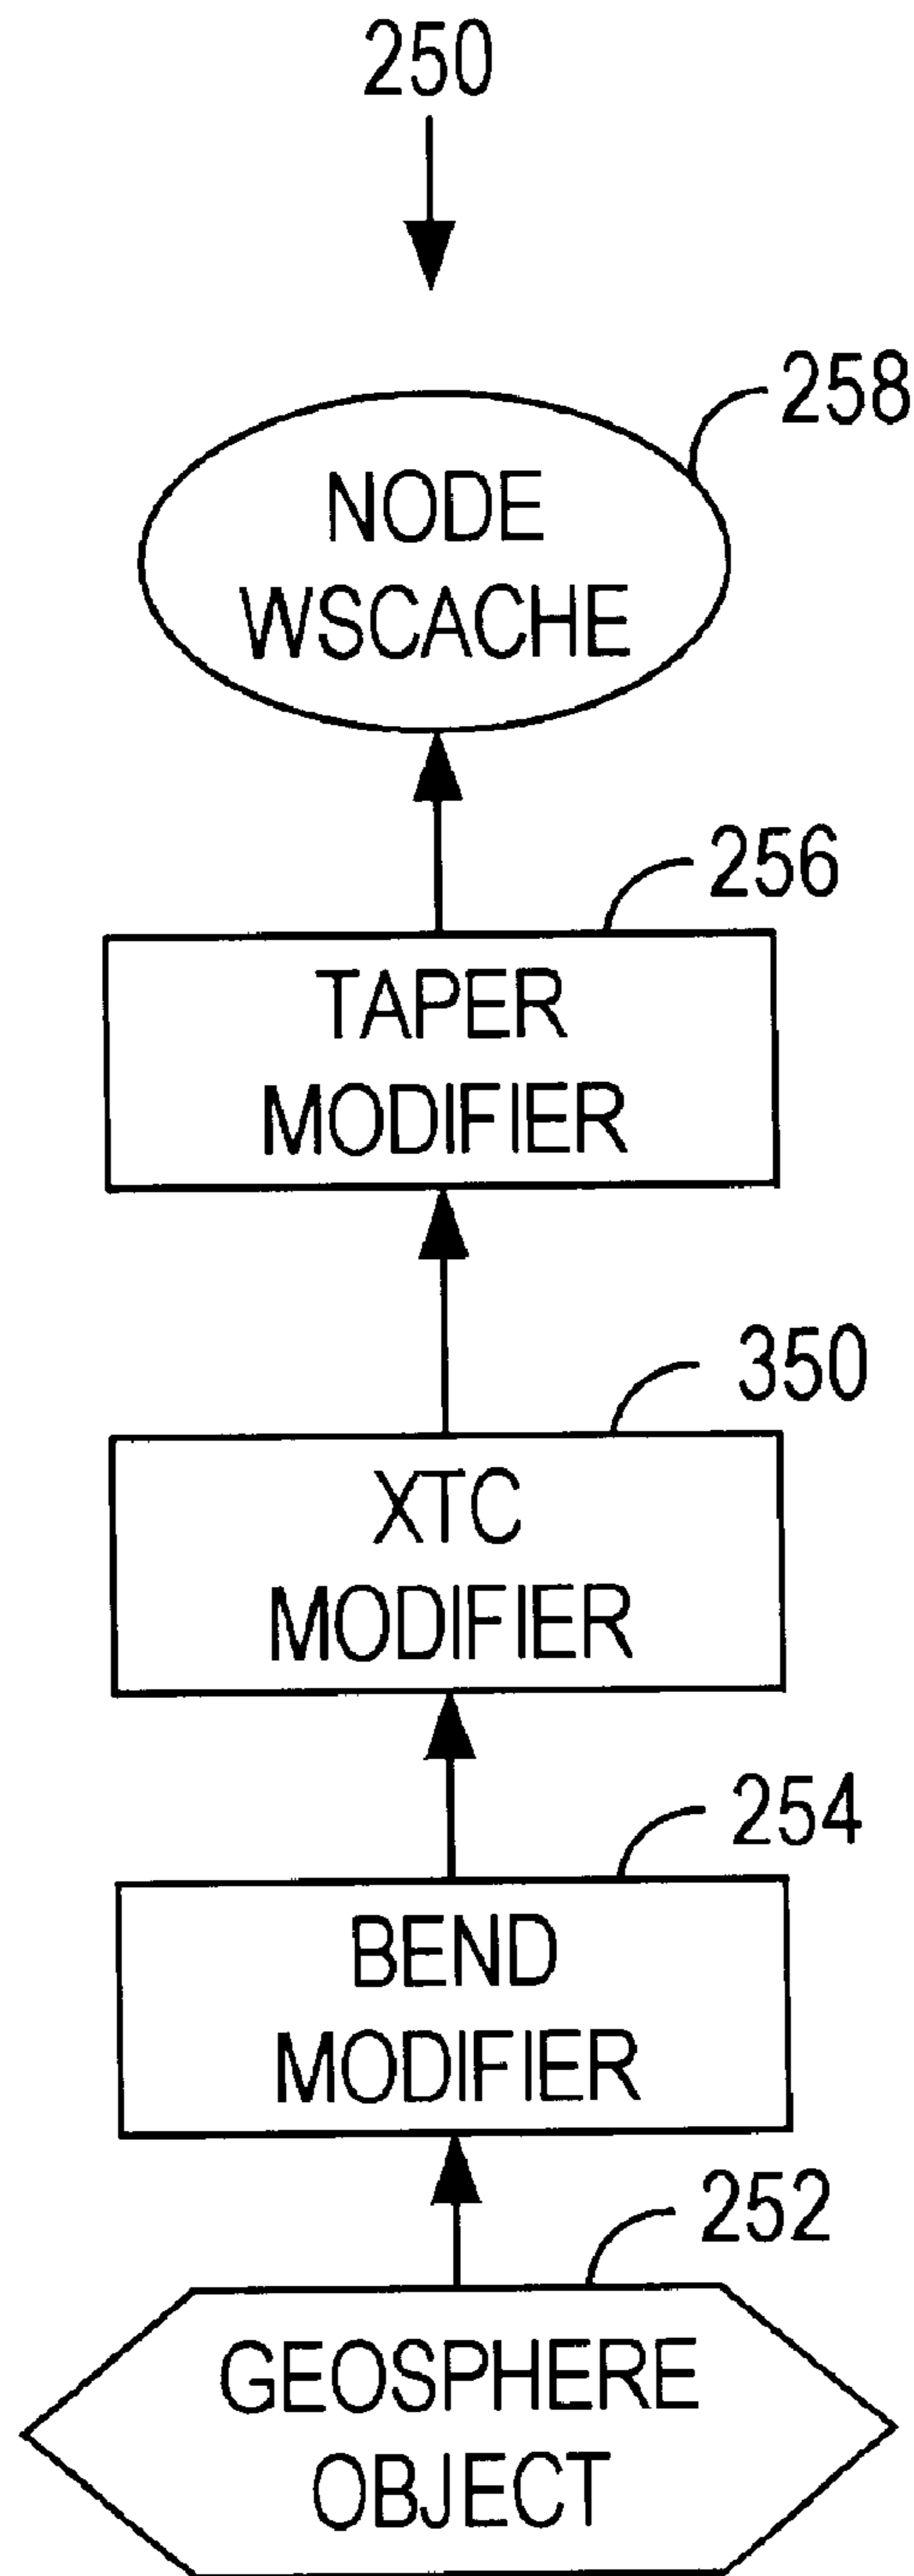 250
258
NODE
WSCACHE
256
TAPER
MODIFIER
350
XTC
MODIFIER
254
BEND
MODIFIER
252
GEOSPHERE
OBJECT